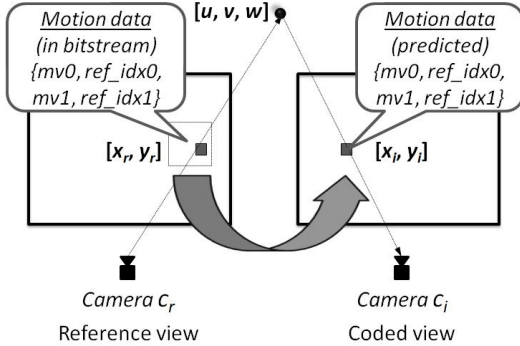 [u, v, w]
Motion data
(in bitstream)
{mv0, ref_idx0,
mv1, ref_idx1}
Motion data
(predicted)
{mv0, ref_idx0,
mv1, ref_idx1}
[xr, yr]
[xi, yi]
Camera cr
Reference view
Camera ci
Coded view